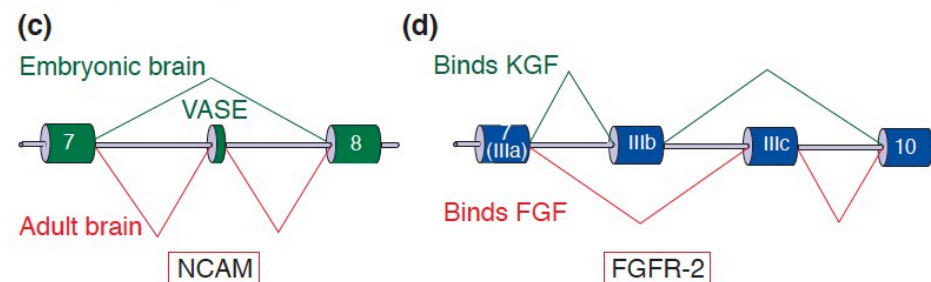 (c)
Embryonic brain
VASE
7
8
Adult brain
NCAM
(d)
Binds KGF
7
(IIIa)
IIIb
IIIc
10
Binds FGF
FGFR-2